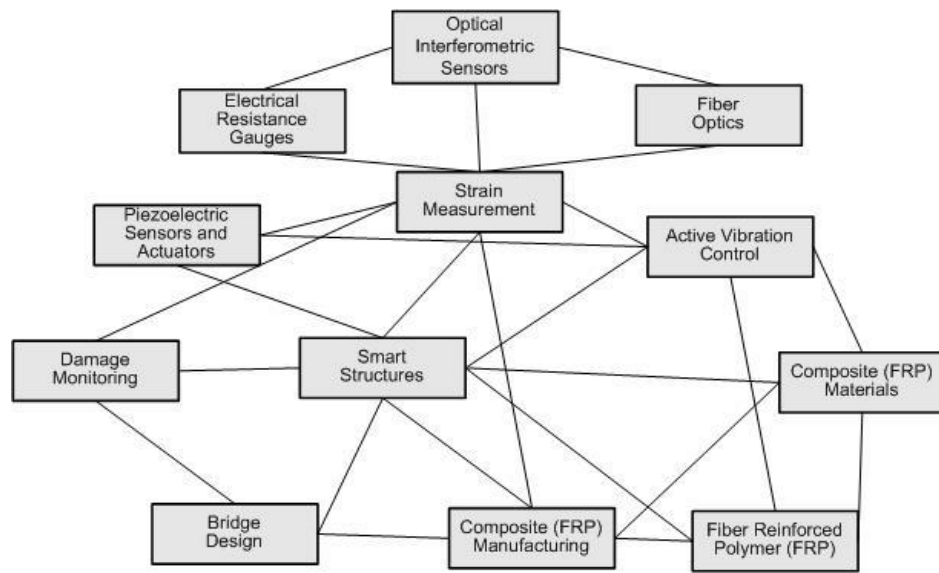 Optical
Interferometric
Sensors
Electrical
Resistance
Gauges
Fiber
Optics
Strain
Measurement
Piezoelectric
Sensors and
Actuators
Active Vibration
Control
Damage
Monitoring
Smart
Structures
Composite (FRP)
Materials
Bridge
Design
Composite (FRP)
Manufacturing
Fiber Reinforced
Polymer (FRP)